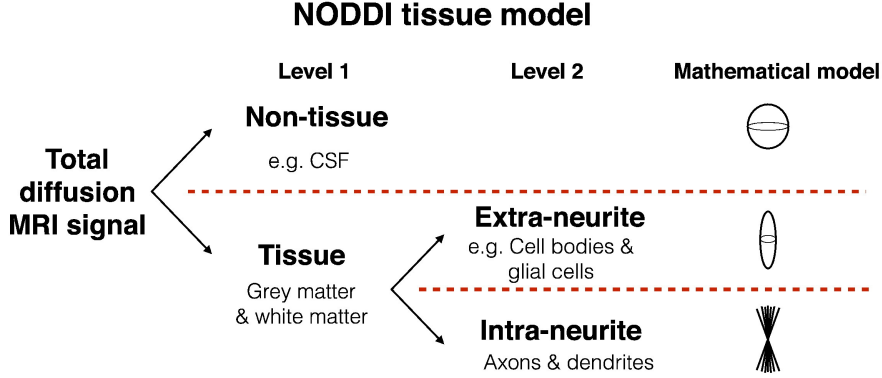 NODDI tissue model
Level 1
Level 2
Mathematical model
Non-tissue
e.g. CSF
Total
diffusion
MRI signal
Extra-neurite
e.g. Cell bodies &
glial cells
Tissue
Grey matter
& white matter
Intra-neurite
Axons & dendrites